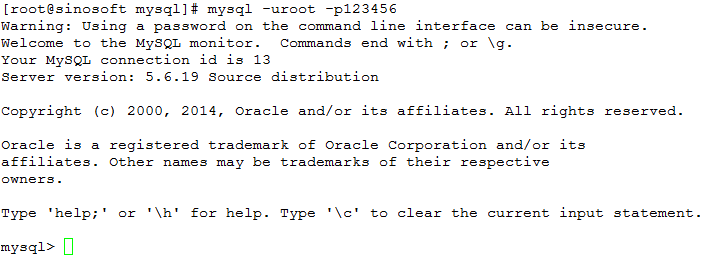 [root@sinosoft mysql]# mysql -uroot -p123456
Warning: Using a password on the command line interface can be insecure.
Welcome to the MySQL monitor.  Commands end with ; or \g.
Your MySQL connection id is 13
Server version: 5.6.19 Source distribution
Copyright (c) 2000, 2014, Oracle and/or its affiliates. All rights reserved.
Oracle is a registered trademark of Oracle Corporation and/or its
affiliates. Other names may be trademarks of their respective
owners.
Type 'help;' or '\h' for help. Type '\c' to clear the current input statement.
mysql>